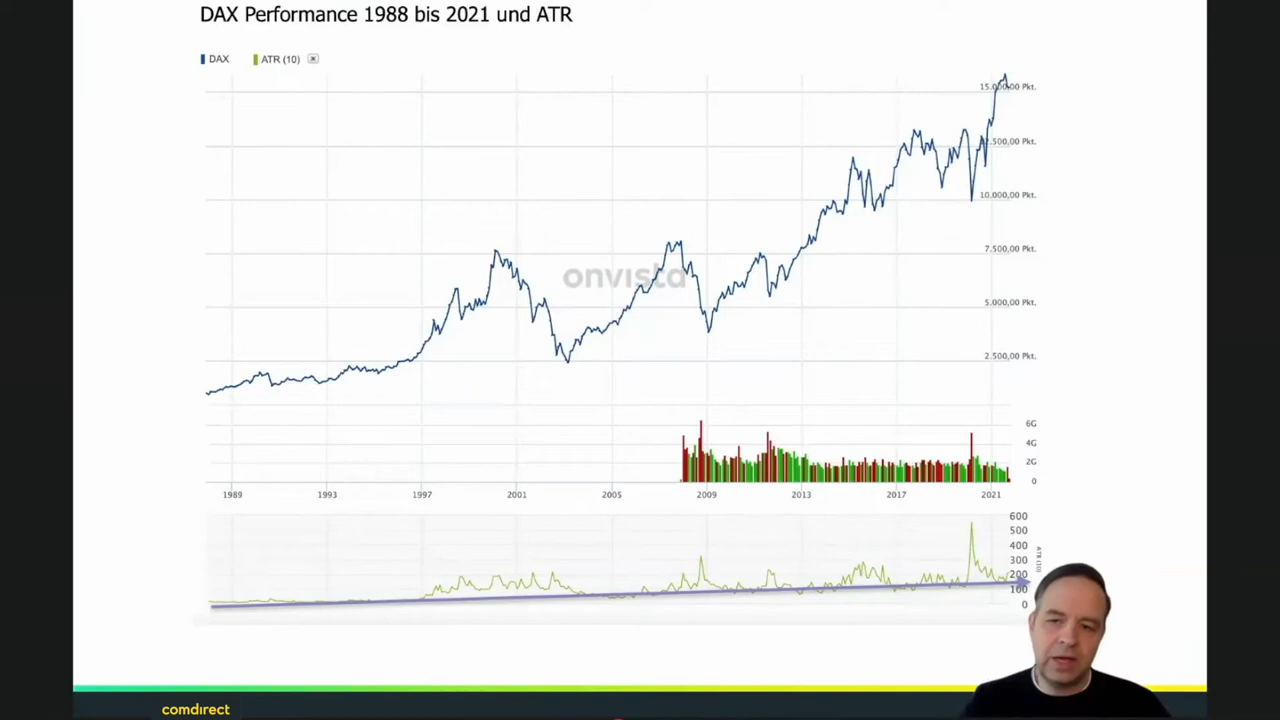 DAX Performance 1988 bis 2021 und ATR
DAX ATR (10)
15.000,00 Pkt.
12.500,00 Pkt.
10.000,00 Pkt.
7.500,00 Pkt.
onvista
5.000,00 Pkt.
2.500,00 Pkt.
6G
4G
2G
0
1989 1993 1997 2001 2005 2009 2013 2017 2021
600
500
400
300
200
100
0
ATR (10)
comdirect